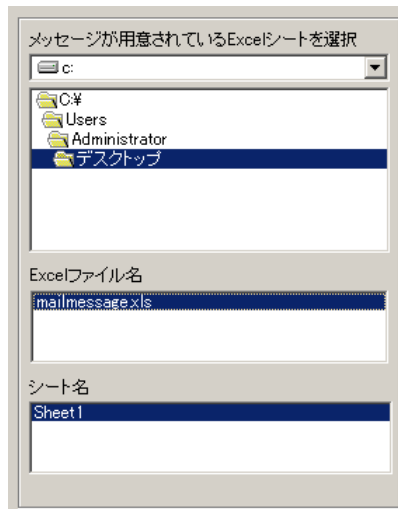 メッセージが用意されているExcelシートを選択
c:
C:¥
Users
Administrator
デスクトップ
Excelファイル名
mailmessage.xls
シート名
Sheet1